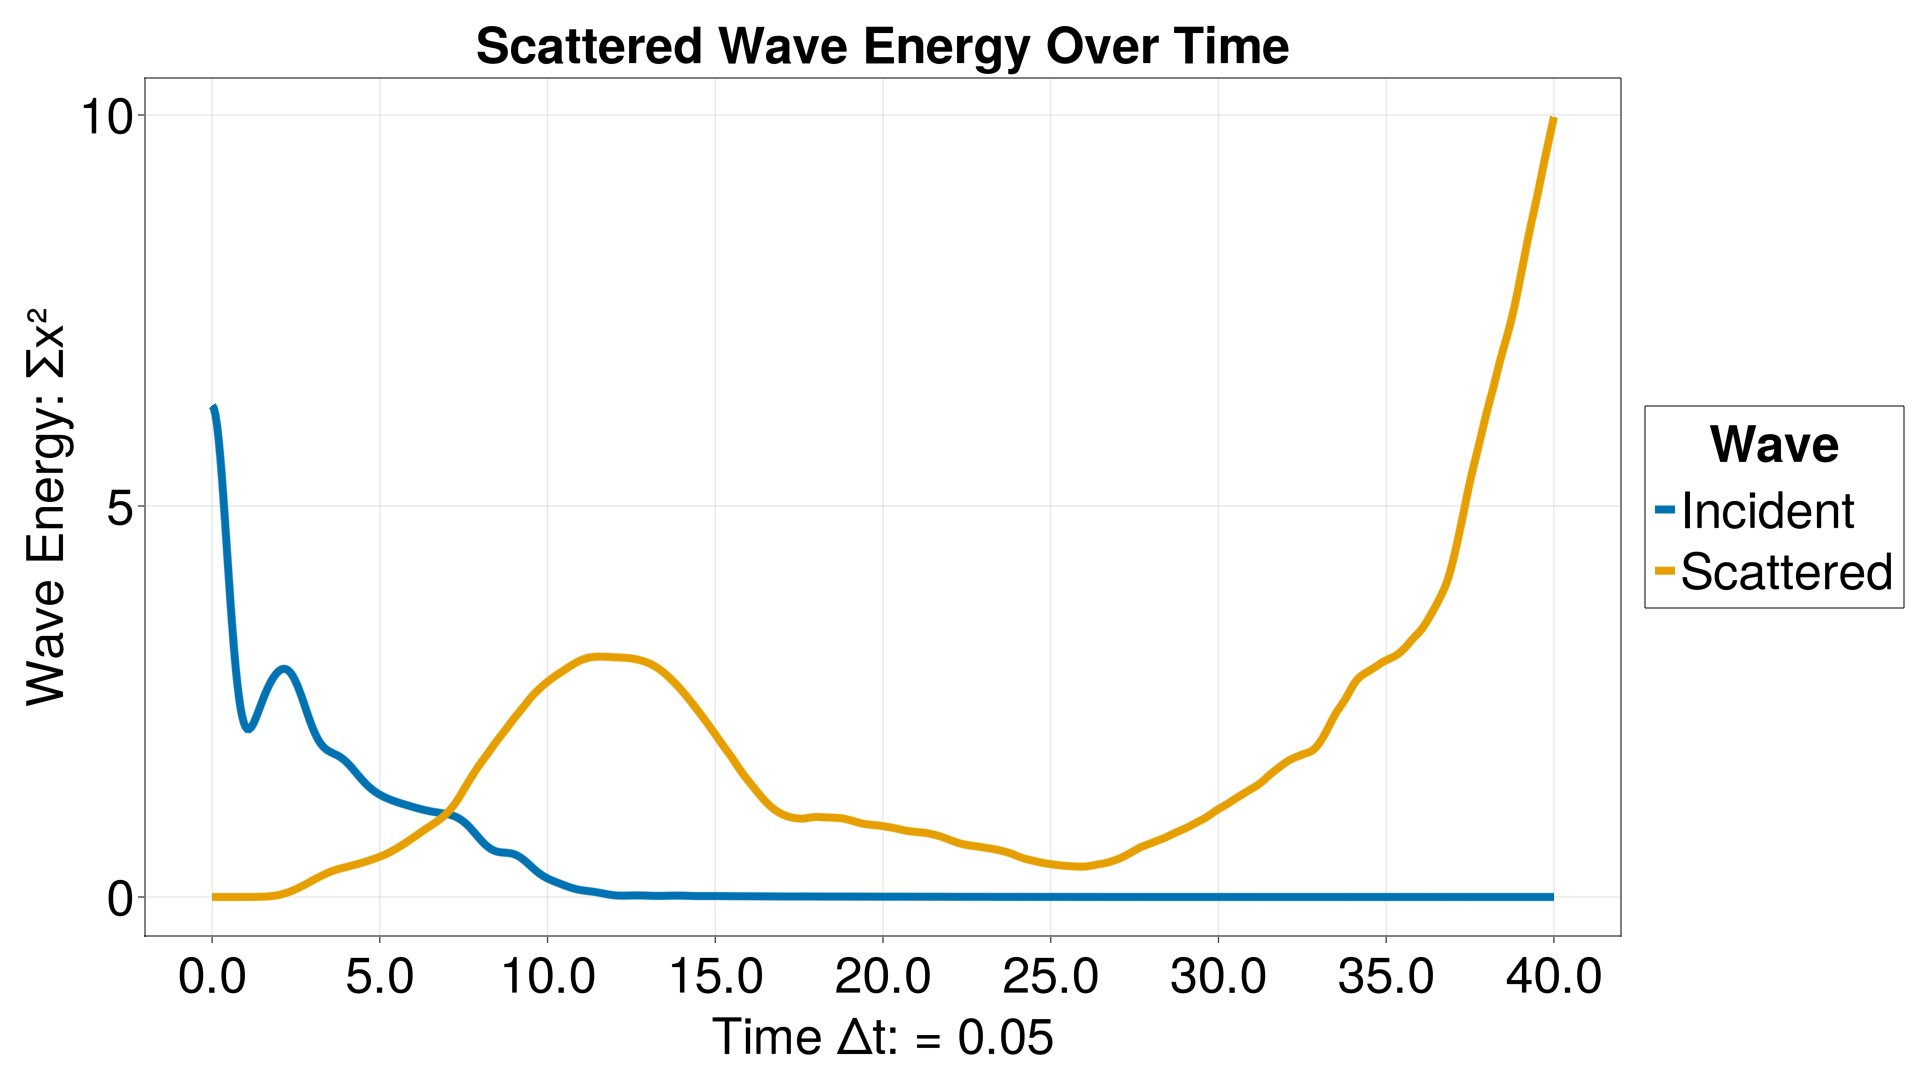 Scattered Wave Energy Over Time
Wave Energy: Σx²
10
5
0
0.0 5.0 10.0 15.0 20.0 25.0 30.0 35.0 40.0
Time Δt: = 0.05
Wave
Incident
Scattered